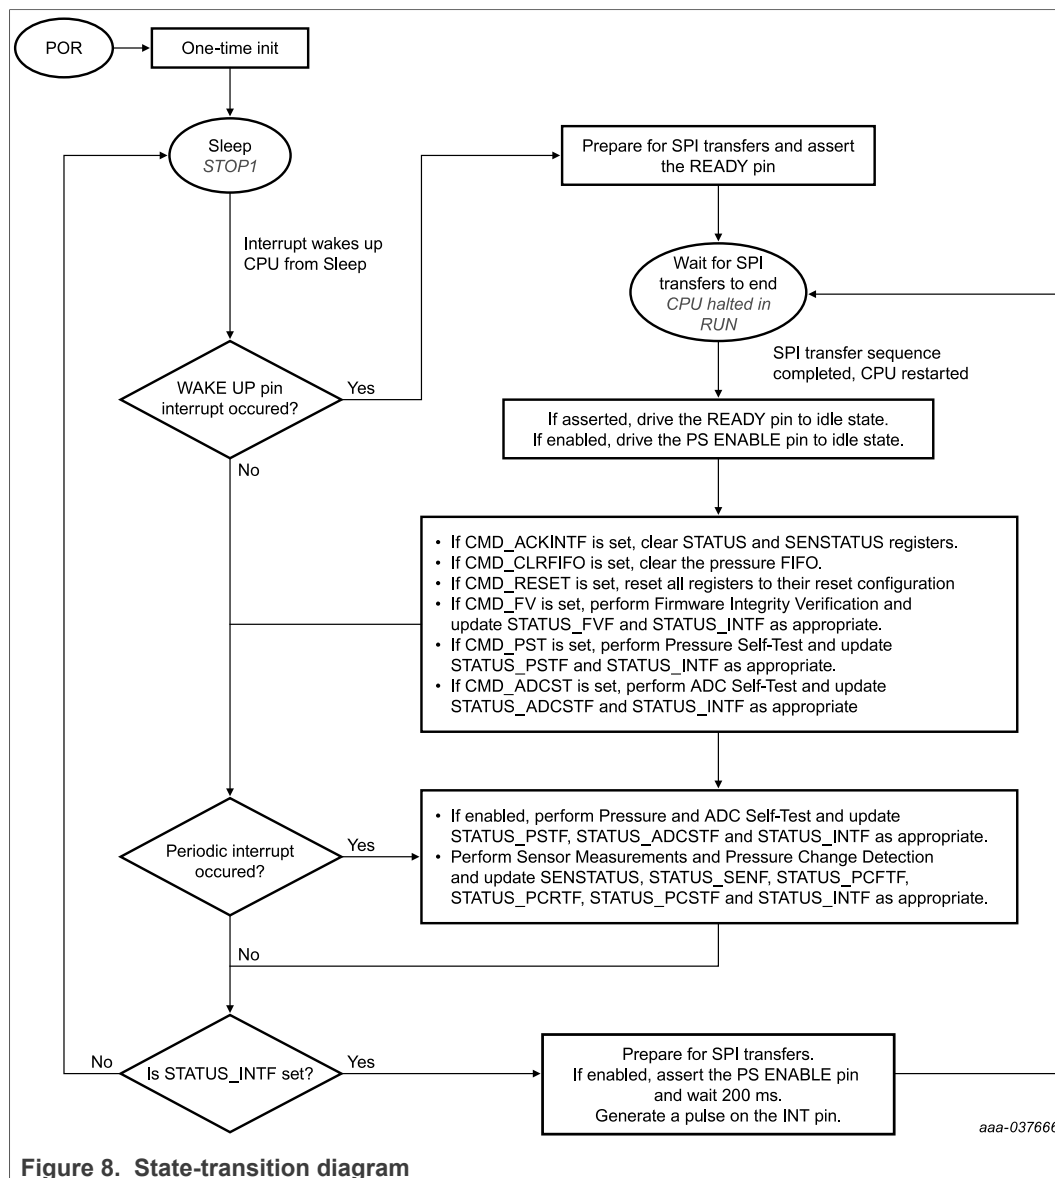 POR
One-time init
Sleep
STOP1
Interrupt wakes up
CPU from Sleep
WAKE UP pin
interrupt occured?
Yes
No
Prepare for SPI transfers and assert
the READY pin
Wait for SPI
transfers to end
CPU halted in
RUN
SPI transfer sequence
completed, CPU restarted
If asserted, drive the READY pin to idle state.
If enabled, drive the PS ENABLE pin to idle state.
• If CMD_ACKINTF is set, clear STATUS and SENSTATUS registers.
• If CMD_CLRFIFO is set, clear the pressure FIFO.
• If CMD_RESET is set, reset all registers to their reset configuration
• If CMD_FV is set, perform Firmware Integrity Verification and
update STATUS_FVF and STATUS_INTF as appropriate.
• If CMD_PST is set, perform Pressure Self-Test and update
STATUS_PSTF and STATUS_INTF as appropriate.
• If CMD_ADCST is set, perform ADC Self-Test and update
STATUS_ADCSTF and STATUS_INTF as appropriate
Periodic interrupt
occured?
Yes
No
• If enabled, perform Pressure and ADC Self-Test and update
STATUS_PSTF, STATUS_ADCSTF and STATUS_INTF as appropriate.
• Perform Sensor Measurements and Pressure Change Detection
and update SENSTATUS, STATUS_SENF, STATUS_PCFTF,
STATUS_PCRTF, STATUS_PCSTF and STATUS_INTF as appropriate.
No
Is STATUS_INTF set?
Yes
Prepare for SPI transfers.
If enabled, assert the PS ENABLE pin
and wait 200 ms.
Generate a pulse on the INT pin.
aaa-037666
Figure 8. State-transition diagram